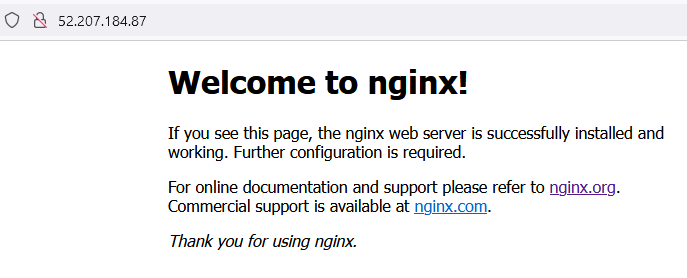 52.207.184.87
Welcome to nginx!
If you see this page, the nginx web server is successfully installed and
working. Further configuration is required.
For online documentation and support please refer to nginx.org.
Commercial support is available at nginx.com.
Thank you for using nginx.